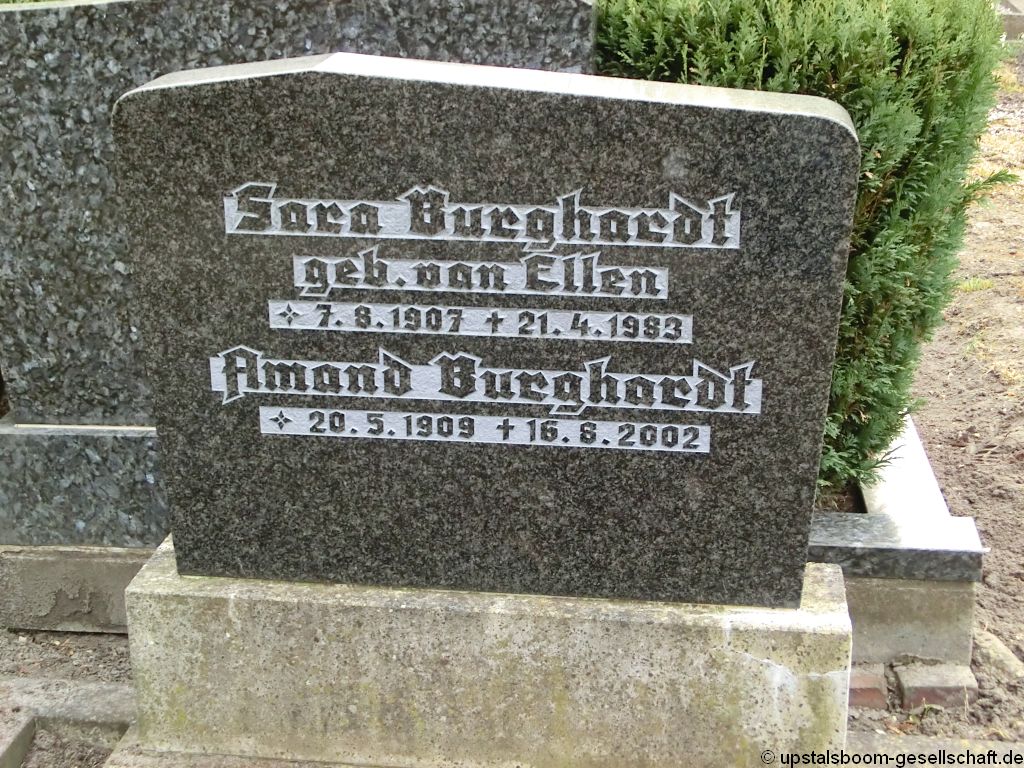 Sara Burghardt
geb. van Ellen
✧ 7. 8. 1907 ✝ 21. 4. 1983
Amand Burghardt
✧ 20. 5. 1909 ✝ 16. 8. 2002
© upstalsboom-gesellschaft.de